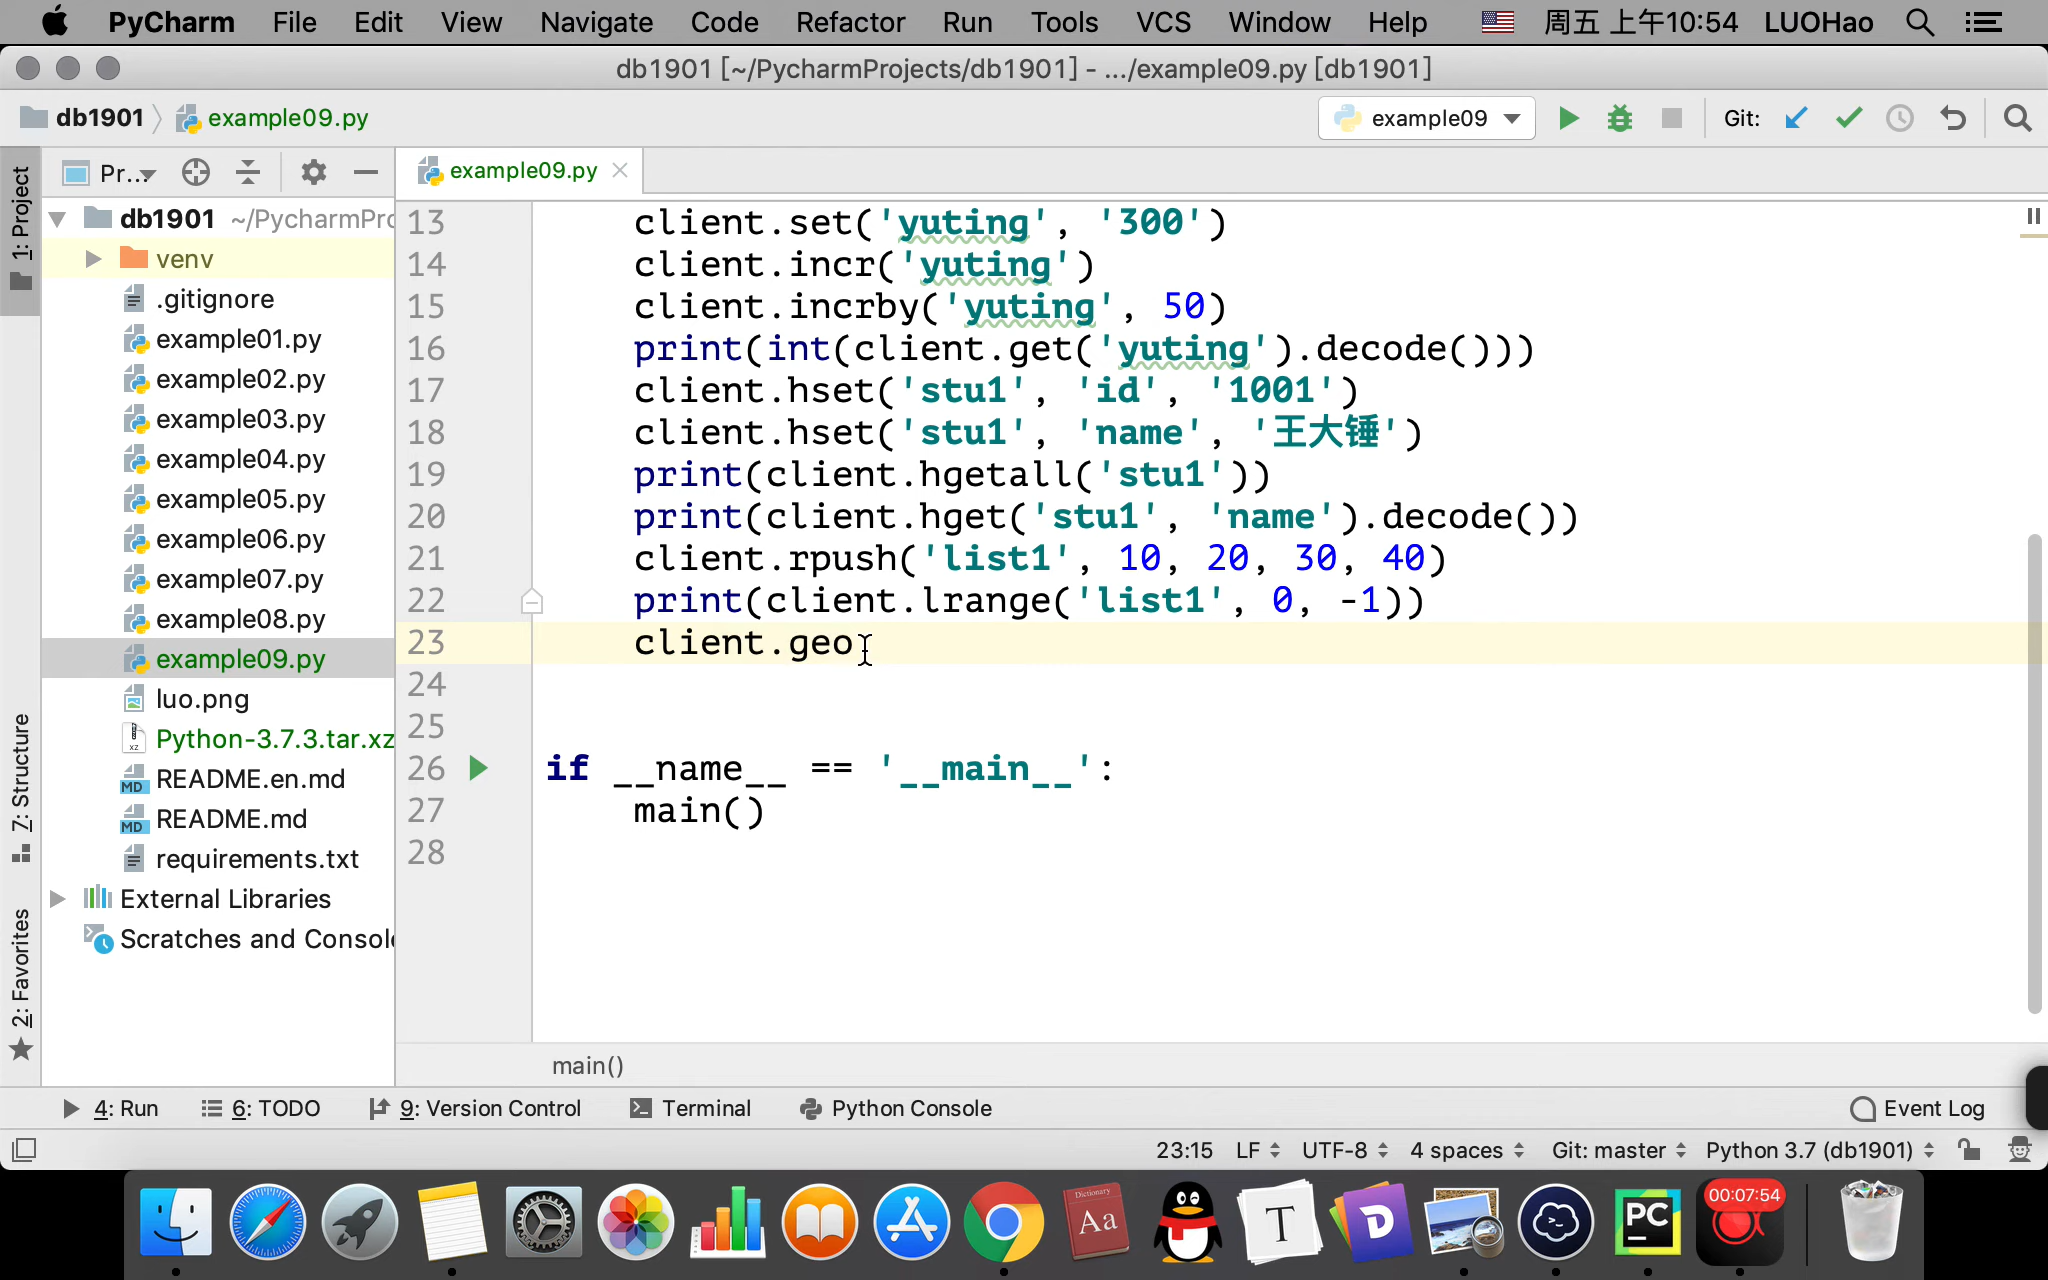 PyCharm File Edit View Navigate Code Refactor Run Tools VCS Window Help 周五 上午10:54 LUOHao
db1901 [~/PycharmProjects/db1901] - .../example09.py [db1901]
db1901 example09.py example09 Git:
1: Project
Pr...
example09.py
db1901 ~/PycharmPro
venv
.gitignore
example01.py
example02.py
example03.py
example04.py
example05.py
example06.py
example07.py
example08.py
example09.py
luo.png
Python-3.7.3.tar.xz
README.en.md
README.md
requirements.txt
External Libraries
Scratches and Consol
7: Structure
2: Favorites
13 client.set('yuting', '300')
14 client.incr('yuting')
15 client.incrby('yuting', 50)
16 print(int(client.get('yuting').decode()))
17 client.hset('stu1', 'id', '1001')
18 client.hset('stu1', 'name', '王大锤')
19 print(client.hgetall('stu1'))
20 print(client.hget('stu1', 'name').decode())
21 client.rpush('list1', 10, 20, 30, 40)
22 print(client.lrange('list1', 0, -1))
23 client.geo
24
25
26 if __name__ == '__main__':
27 main()
28
main()
4: Run 6: TODO 9: Version Control Terminal Python Console Event Log
23:15 LF UTF-8 4 spaces Git: master Python 3.7 (db1901)
Dictionary
Aa
T
D
PC
00:07:54